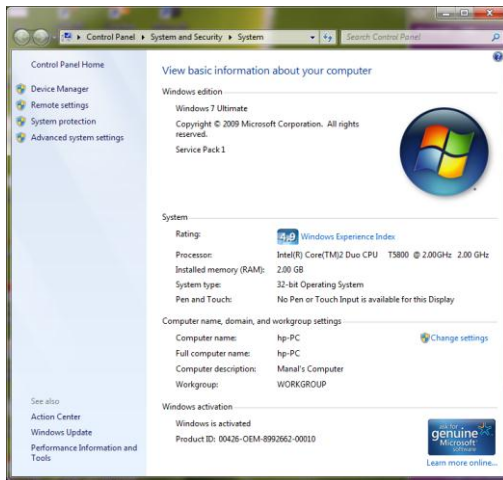 Control Panel ▸ System and Security ▸ System
Search Control Panel
Control Panel Home
Device Manager
Remote settings
System protection
Advanced system settings
View basic information about your computer
Windows edition
Windows 7 Ultimate
Copyright © 2009 Microsoft Corporation. All rights
reserved.
Service Pack 1
System
Rating: 4,9 Windows Experience Index
Processor: Intel(R) Core(TM)2 Duo CPU T5800 @ 2.00GHz 2.00 GHz
Installed memory (RAM): 2.00 GB
System type: 32-bit Operating System
Pen and Touch: No Pen or Touch Input is available for this Display
Computer name, domain, and workgroup settings
Computer name: hp-PC
Change settings
Full computer name: hp-PC
Computer description: Manal's Computer
Workgroup: WORKGROUP
Windows activation
Windows is activated
Product ID: 00426-OEM-8992662-00010
ask for
genuine
Microsoft
software
Learn more online...
See also
Action Center
Windows Update
Performance Information and
Tools